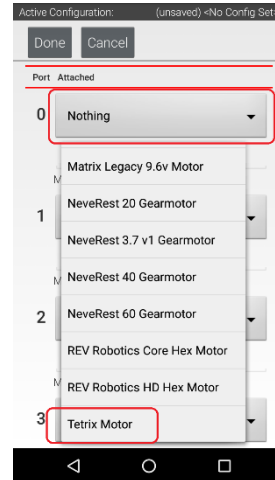 Active Configuration: (unsaved) <No Config Set
Done Cancel
Port Attached
0 Nothing
Matrix Legacy 9.6v Motor
M
NeveRest 20 Gearmotor
1
NeveRest 3.7 v1 Gearmotor
M
NeveRest 40 Gearmotor
2 NeveRest 60 Gearmotor
REV Robotics Core Hex Motor
M
REV Robotics HD Hex Motor
3 Tetrix Motor